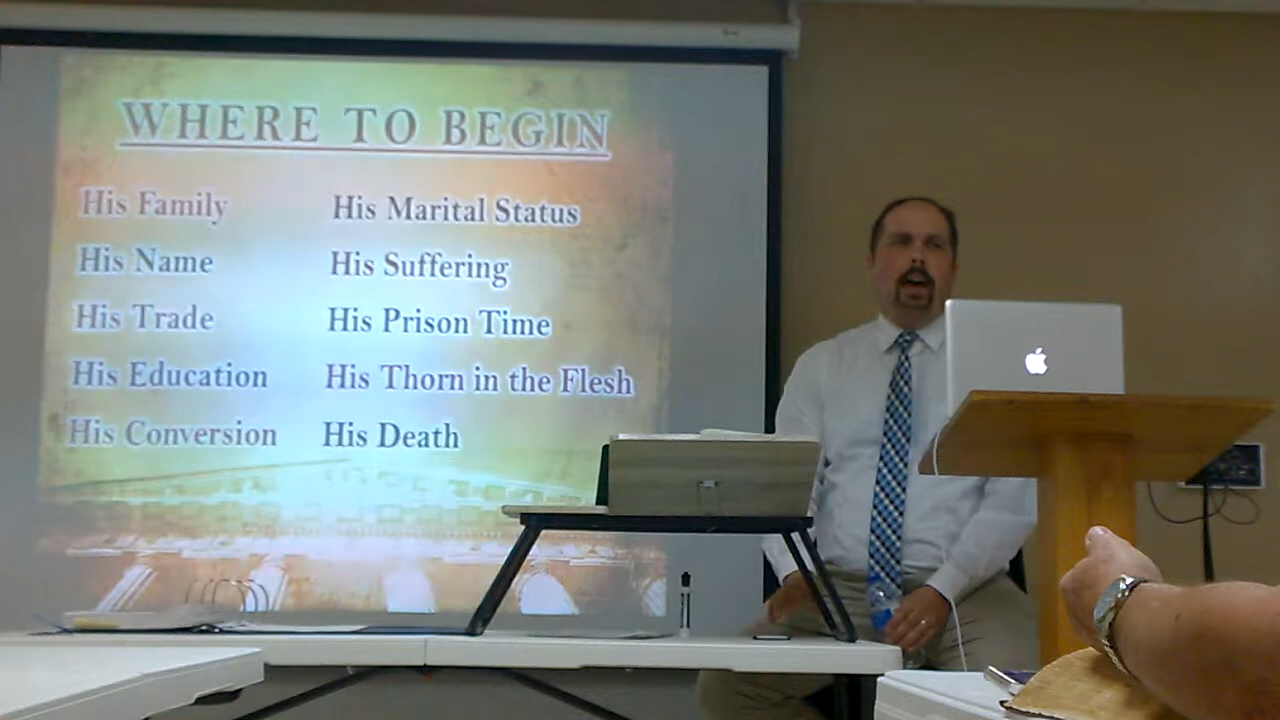 WHERE TO BEGIN
His Family
His Name
His Trade
His Education
His Conversion
His Marital Status
His Suffering
His Prison Time
His Thorn in the Flesh
His Death